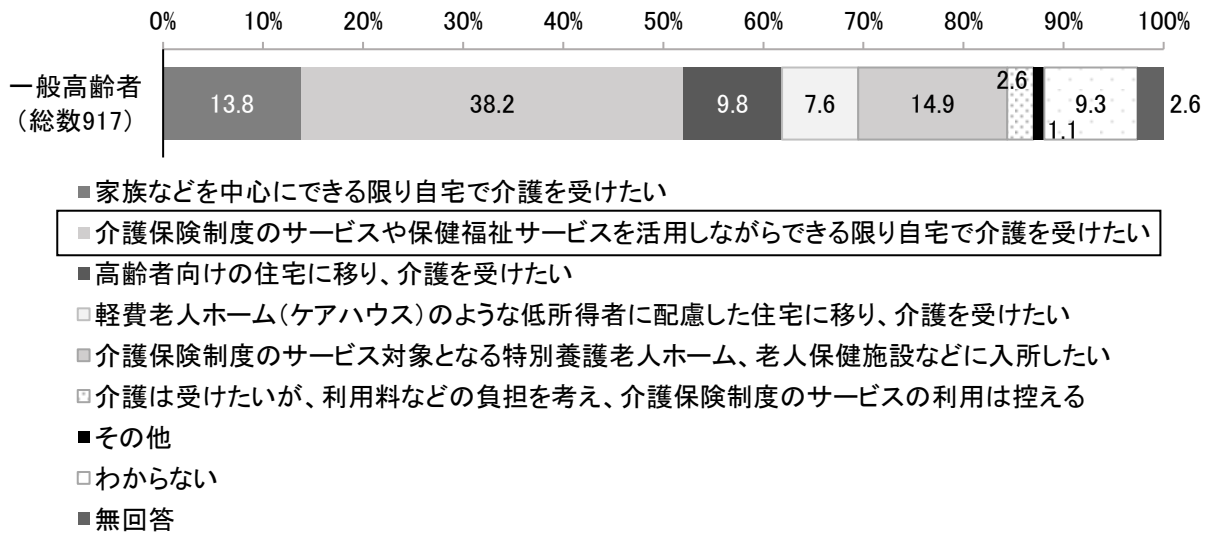 0% 10% 20% 30% 40% 50% 60% 70% 80% 90% 100%
一般高齢者
（総数917）
13.8 38.2 9.8 7.6 14.9 2.6 1.1 9.3 2.6
家族などを中心にできる限り自宅で介護を受けたい
介護保険制度のサービスや保健福祉サービスを活用しながらできる限り自宅で介護を受けたい
高齢者向けの住宅に移り、介護を受けたい
軽費老人ホーム（ケアハウス）のような低所得者に配慮した住宅に移り、介護を受けたい
介護保険制度のサービス対象となる特別養護老人ホーム、老人保健施設などに入所したい
介護は受けたいが、利用料などの負担を考え、介護保険制度のサービスの利用は控える
その他
わからない
無回答